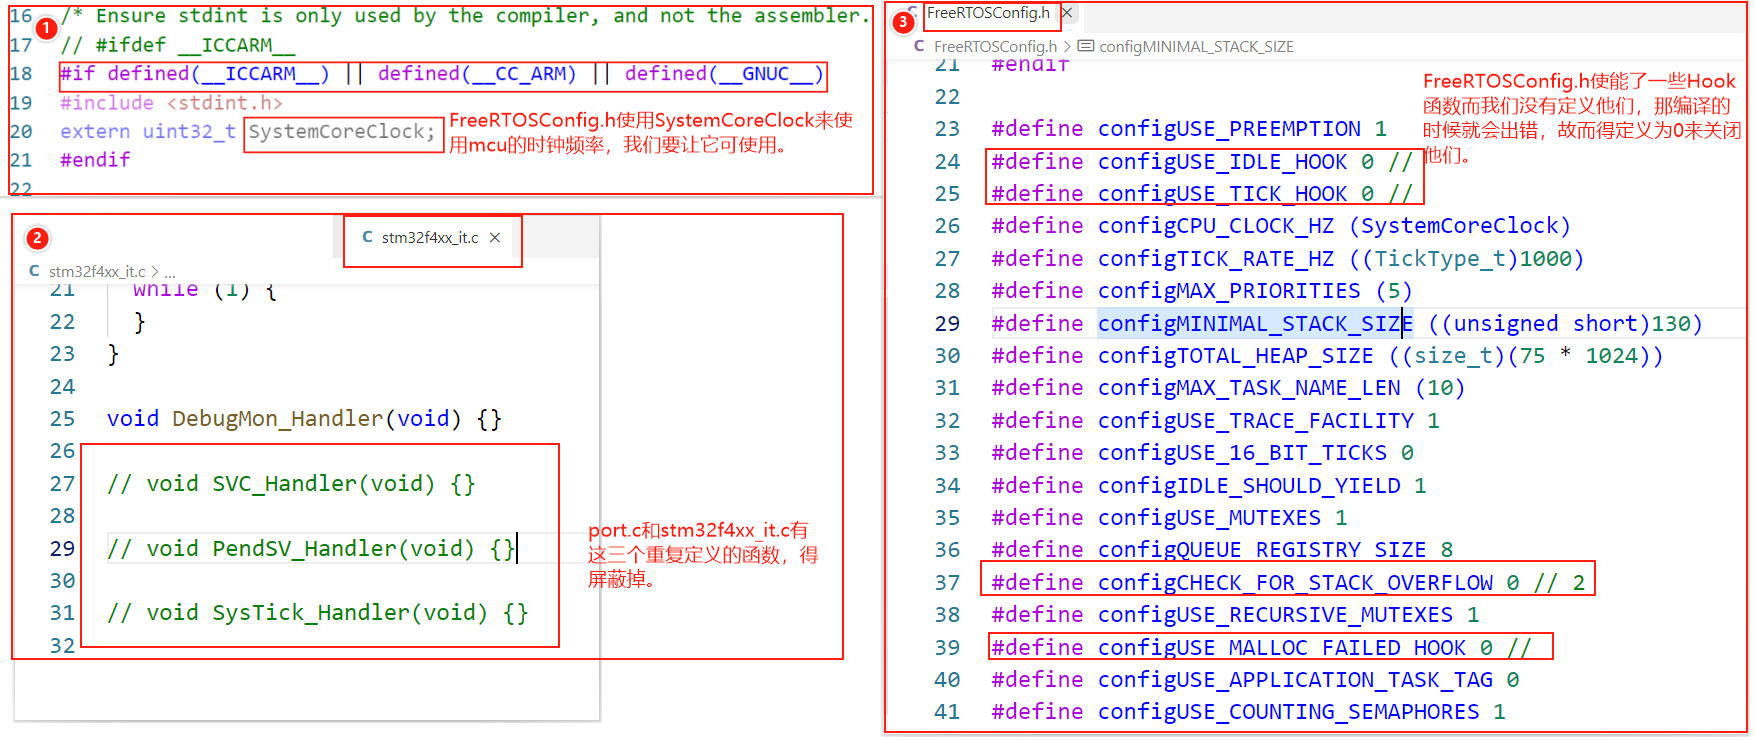 1
16 /* Ensure stdint is only used by the compiler, and not the assembler.
17 // #ifdef __ICCARM__
18 #if defined(__ICCARM__) || defined(__CC_ARM) || defined(__GNUC__)
19 #include <stdint.h>
20 extern uint32_t SystemCoreClock;
21 #endif
22
FreeRTOSConfig.h使用SystemCoreClock来使
用mcu的时钟频率，我们要让它可使用。
2
C stm32f4xx_it.c ×
C stm32f4xx_it.c > ...
21 while (1) {
22 }
23 }
24
25 void DebugMon_Handler(void) {}
26
27 // void SVC_Handler(void) {}
28
29 // void PendSV_Handler(void) {}
30
31 // void SysTick_Handler(void) {}
32
port.c和stm32f4xx_it.c有
这三个重复定义的函数，得
屏蔽掉。
3
C FreeRTOSConfig.h ×
C FreeRTOSConfig.h > configMINIMAL_STACK_SIZE
21 #endif
22
23 #define configUSE_PREEMPTION 1
24 #define configUSE_IDLE_HOOK 0 //
25 #define configUSE_TICK_HOOK 0 //
26 #define configCPU_CLOCK_HZ (SystemCoreClock)
27 #define configTICK_RATE_HZ ((TickType_t)1000)
28 #define configMAX_PRIORITIES (5)
29 #define configMINIMAL_STACK_SIZE ((unsigned short)130)
30 #define configTOTAL_HEAP_SIZE ((size_t)(75 * 1024))
31 #define configMAX_TASK_NAME_LEN (10)
32 #define configUSE_TRACE_FACILITY 1
33 #define configUSE_16_BIT_TICKS 0
34 #define configIDLE_SHOULD_YIELD 1
35 #define configUSE_MUTEXES 1
36 #define configQUEUE_REGISTRY_SIZE 8
37 #define configCHECK_FOR_STACK_OVERFLOW 0 // 2
38 #define configUSE_RECURSIVE_MUTEXES 1
39 #define configUSE_MALLOC_FAILED_HOOK 0 //
40 #define configUSE_APPLICATION_TASK_TAG 0
41 #define configUSE_COUNTING_SEMAPHORES 1
FreeRTOSConfig.h使能了一些Hook
函数而我们没有定义他们，那编译的
时候就会出错，故而得定义为0来关闭
他们。